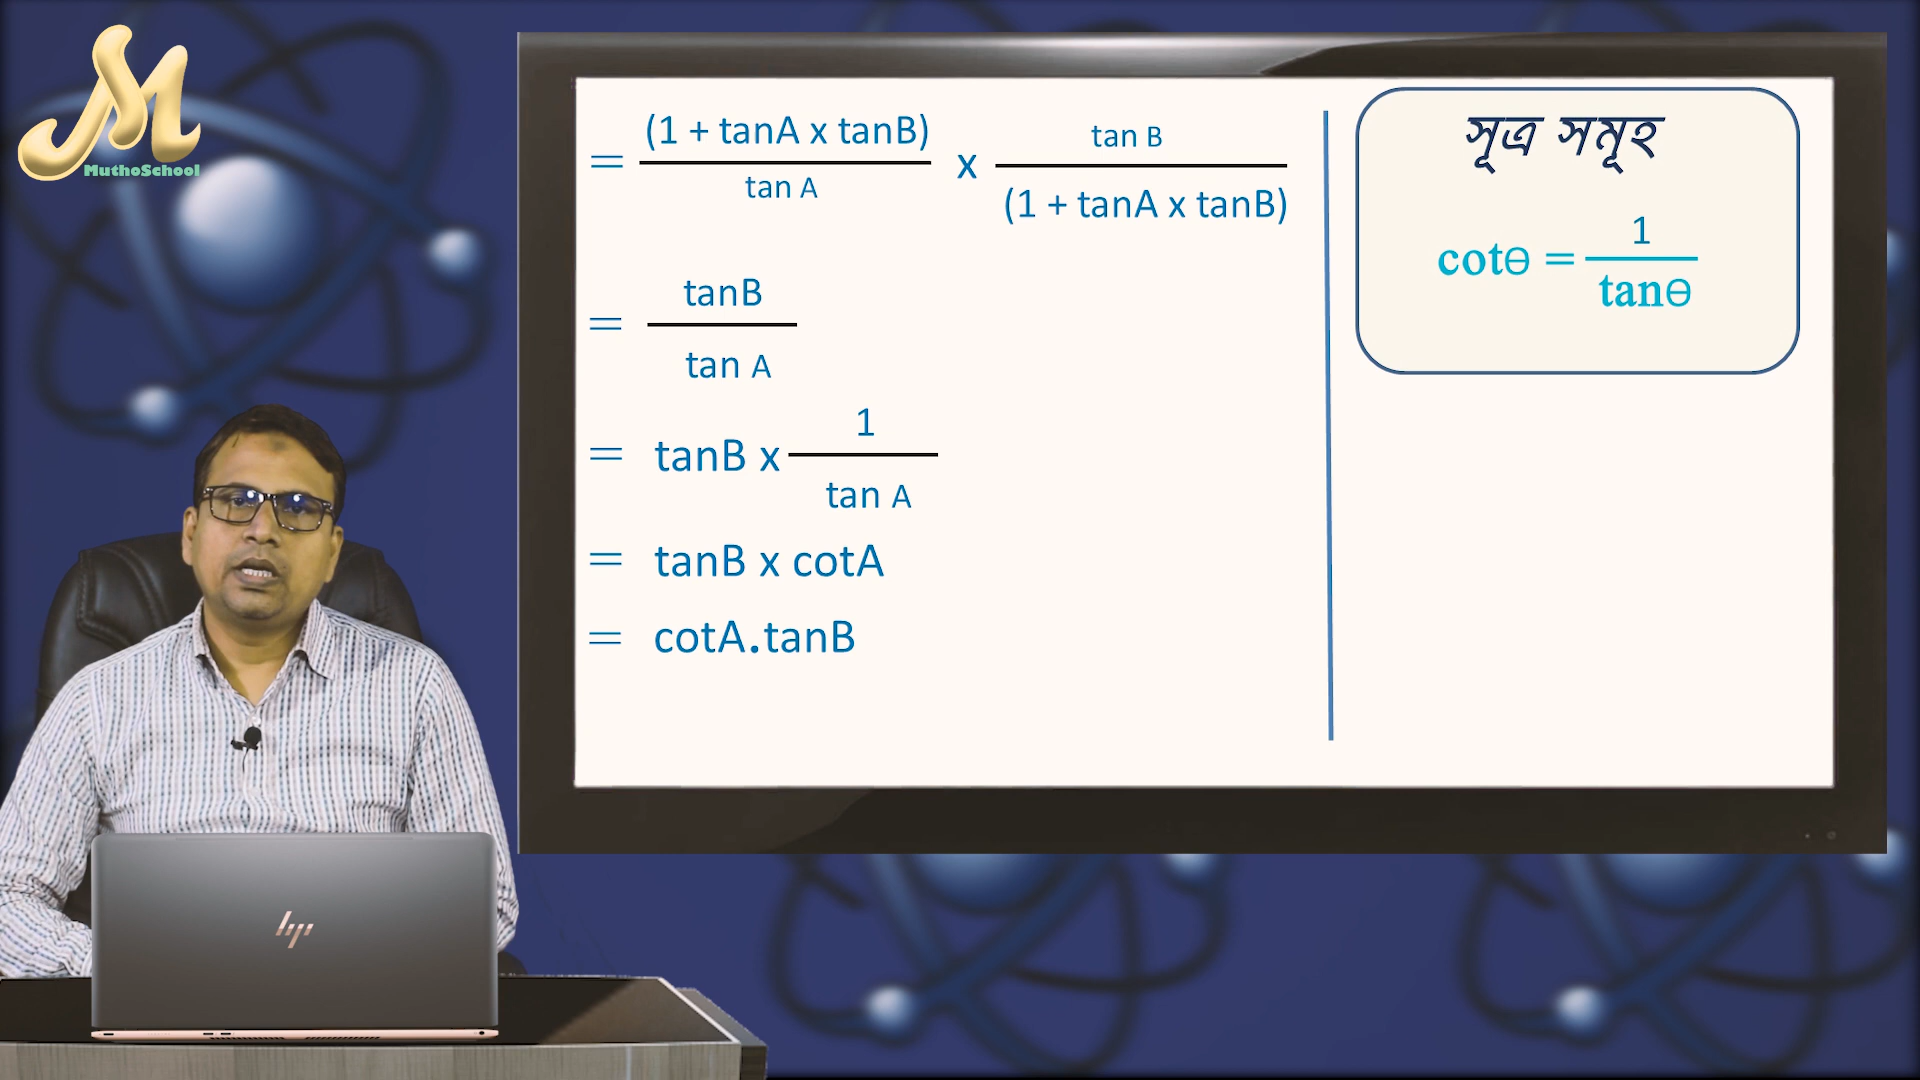 M
MuthoSchool
= (1 + tanA x tanB) / tan A x tan B / (1 + tanA x tanB)
= tanB / tan A
= tanB x 1 / tan A
= tanB x cotA
= cotA.tanB
সূত্র সমূহ
cotθ = 1 / tanθ
hp